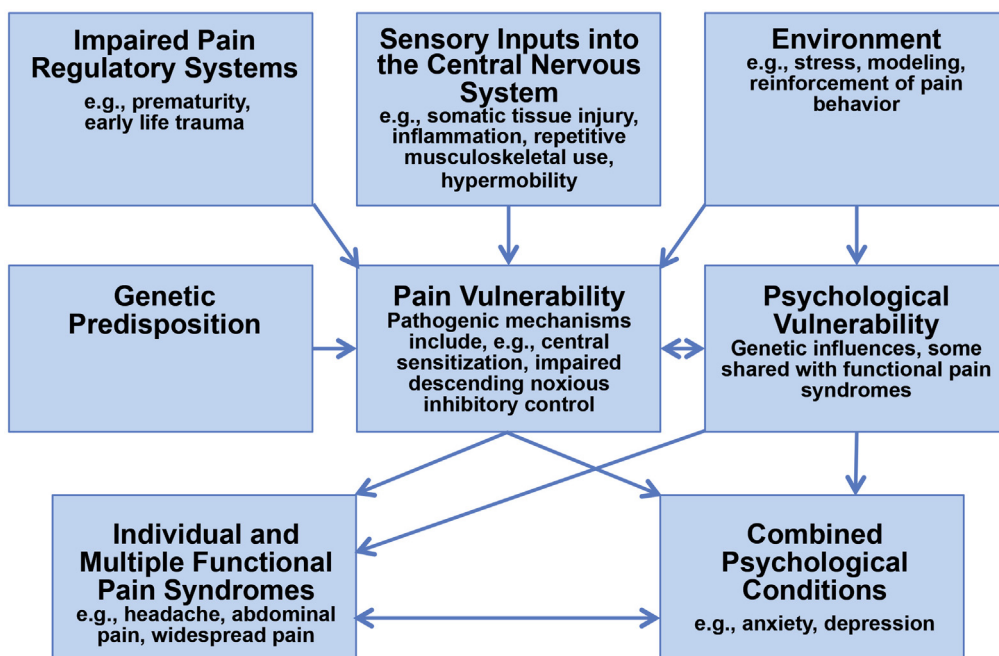 Impaired Pain
Regulatory Systems
e.g., prematurity,
early life trauma
Sensory Inputs into
the Central Nervous
System
e.g., somatic tissue injury,
inflammation, repetitive
musculoskeletal use,
hypermobility
Environment
e.g., stress, modeling,
reinforcement of pain
behavior
Genetic
Predisposition
Pain Vulnerability
Pathogenic mechanisms
include, e.g., central
sensitization, impaired
descending noxious
inhibitory control
Psychological
Vulnerability
Genetic influences, some
shared with functional pain
syndromes
Individual and
Multiple Functional
Pain Syndromes
e.g., headache, abdominal
pain, widespread pain
Combined
Psychological
Conditions
e.g., anxiety, depression